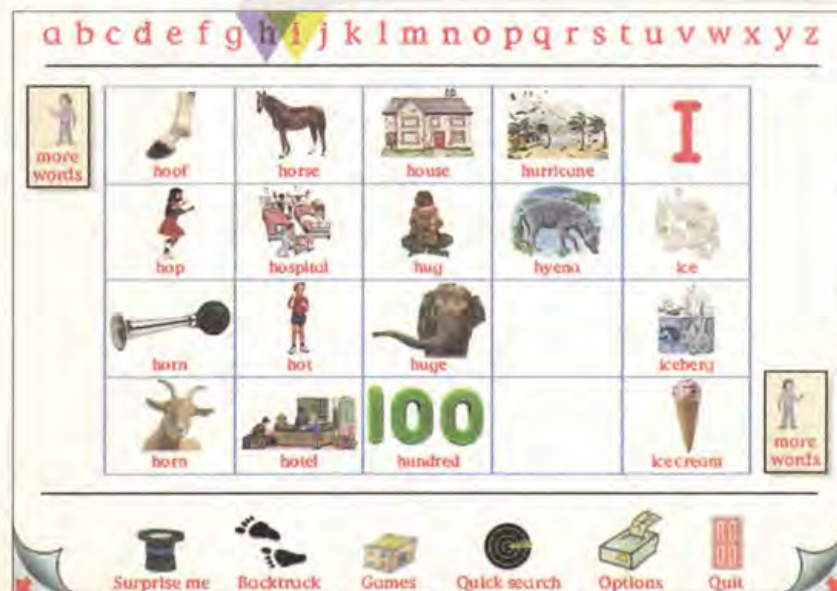 a b c d e f g h i j k l m n o p q r s t u v w x y z
more
words
hoof
horse
house
hurricane
I
hop
hospital
hug
hyena
ice
horn
hot
huge
iceberg
horn
hotel
100
hundred
ice cream
more
words
Surprise me
Backtrack
Games
Quick search
Options
Quit